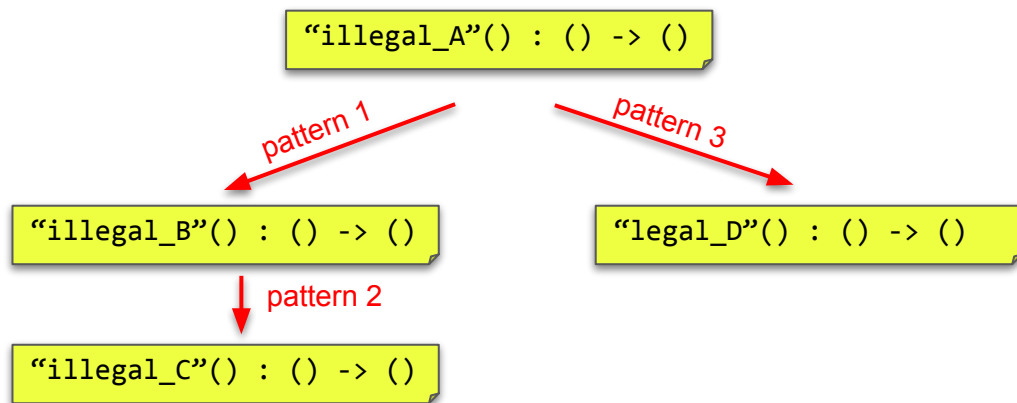 “illegal_A”() : () -> ()
pattern 1
pattern 3
“illegal_B”() : () -> ()
“legal_D”() : () -> ()
pattern 2
“illegal_C”() : () -> ()